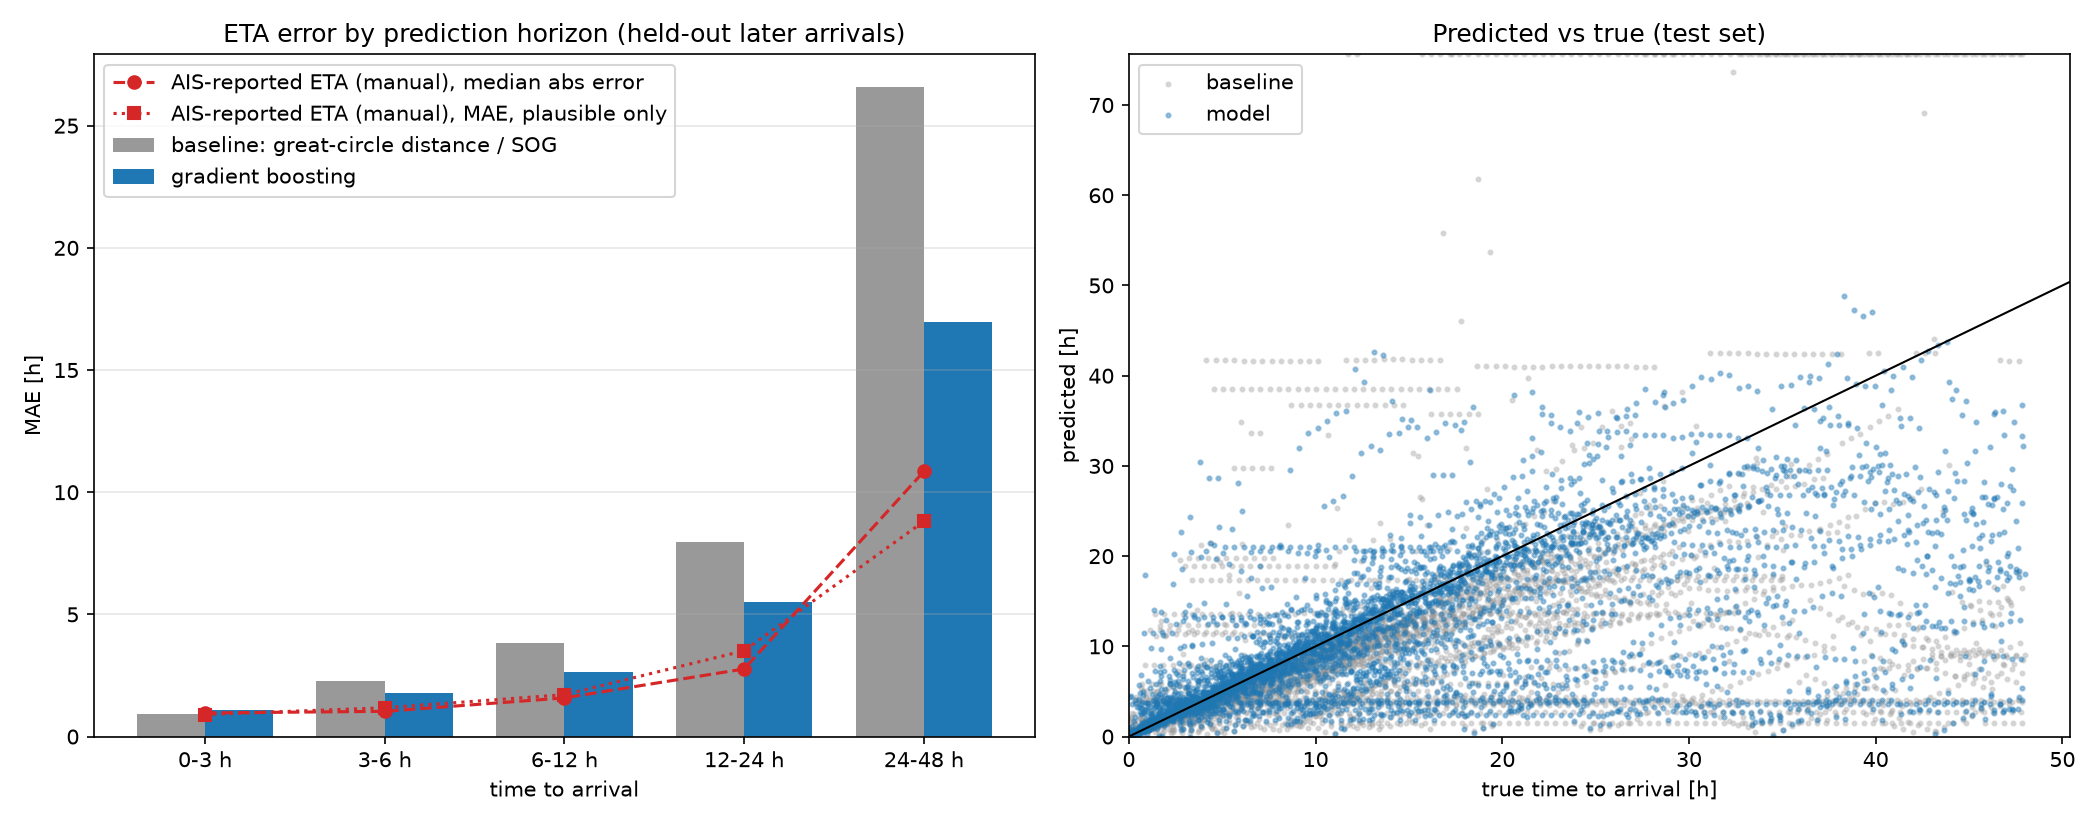 ETA error by prediction horizon (held-out later arrivals)
AIS-reported ETA (manual), median abs error
AIS-reported ETA (manual), MAE, plausible only
baseline: great-circle distance / SOG
gradient boosting
MAE [h]
25
20
15
10
5
0
0-3 h
3-6 h
6-12 h
12-24 h
24-48 h
time to arrival
Predicted vs true (test set)
baseline
model
predicted [h]
70
60
50
40
30
20
10
0
0
10
20
30
40
50
true time to arrival [h]